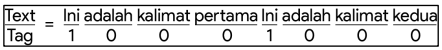 Text = Ini adalah kalimat pertama Ini adalah kalimat kedua
Tag 1 0 0 0 1 0 0 0